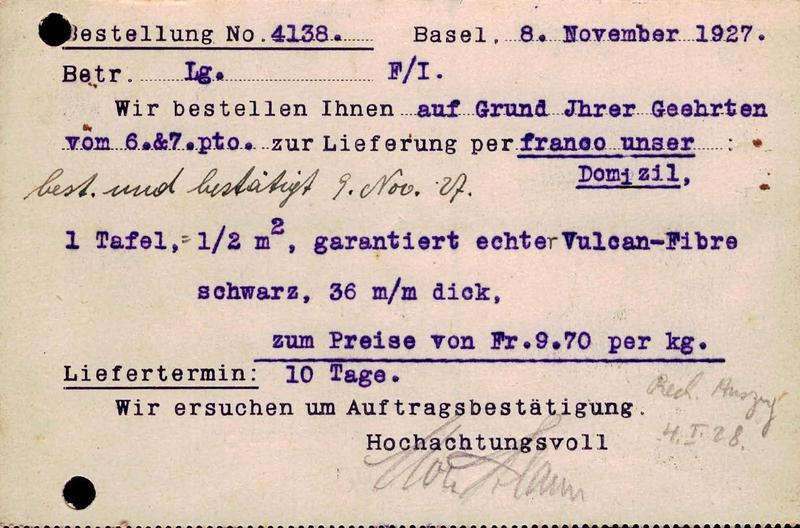 Bestellung No. 4138. Basel, 8. November 1927.
Betr. Lg. F/I.
Wir bestellen Ihnen auf Grund Jhrer Geehrten
vom 6.&7.pto. zur Lieferung per franco unser :
Domizil,
best. und bestätigt 9. Nov. 27.
1 Tafel,= 1/2 m², garantiert echter Vulcan-Fibre
schwarz, 36 m/m dick,
zum Preise von Fr.9.70 per kg.
Liefertermin: 10 Tage.
Wir ersuchen um Auftragsbestätigung.
Hochachtungsvoll
4.I.28.